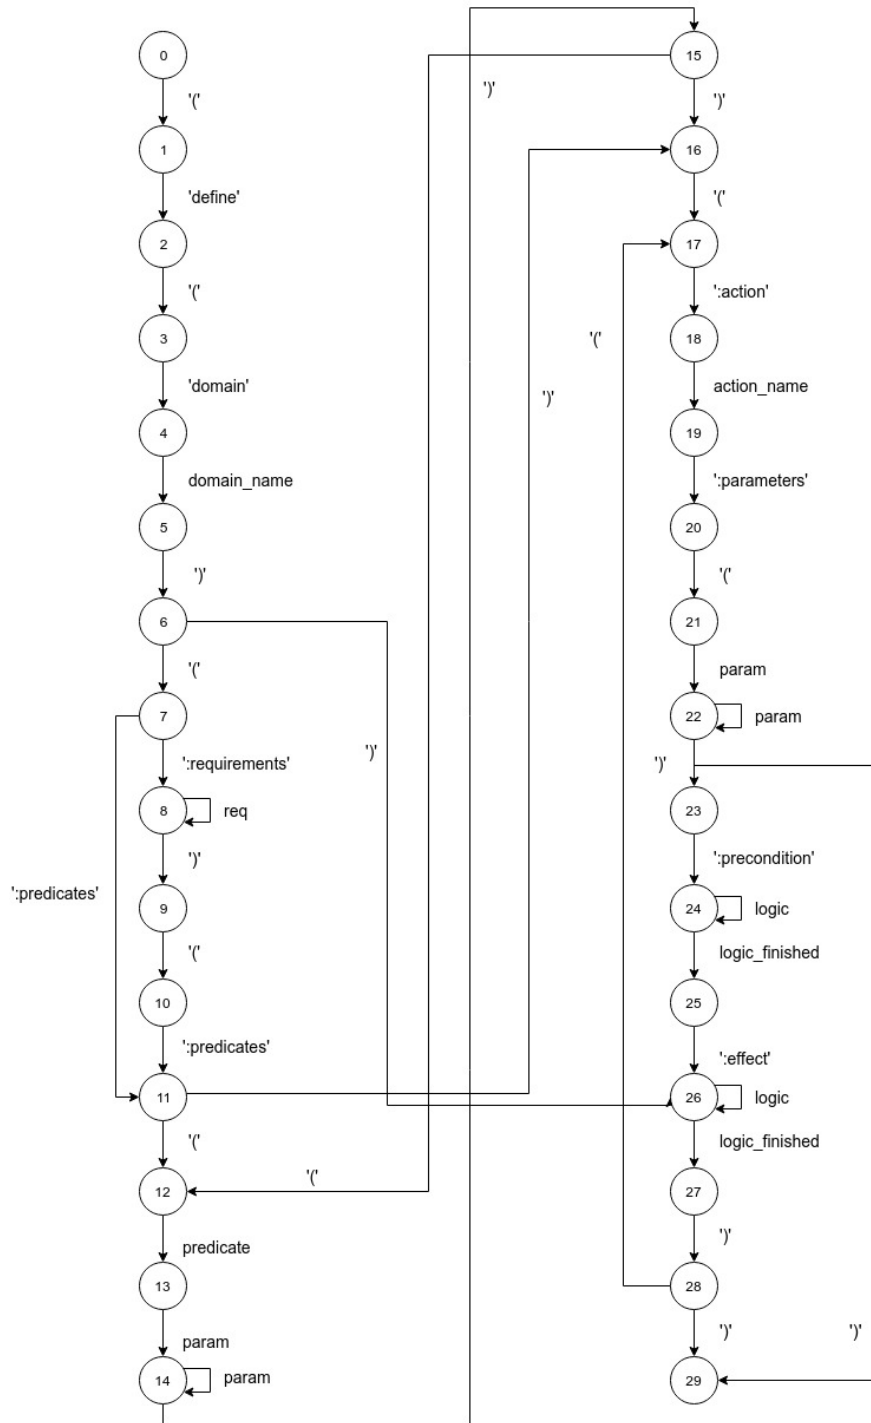 0
'('
1
'define'
2
'('
3
'domain'
4
domain_name
5
')'
6
'('
7
':requirements'
8
req
')'
':predicates'
9
'('
10
':predicates'
11
'('
12
predicate
13
param
14
param
')'
'('
')'
')'
'('
15
')'
16
'('
17
':action'
18
action_name
19
':parameters'
20
'('
21
param
22
param
')'
23
':precondition'
24
logic
logic_finished
25
':effect'
26
logic
logic_finished
27
')'
28
')'
')'
29